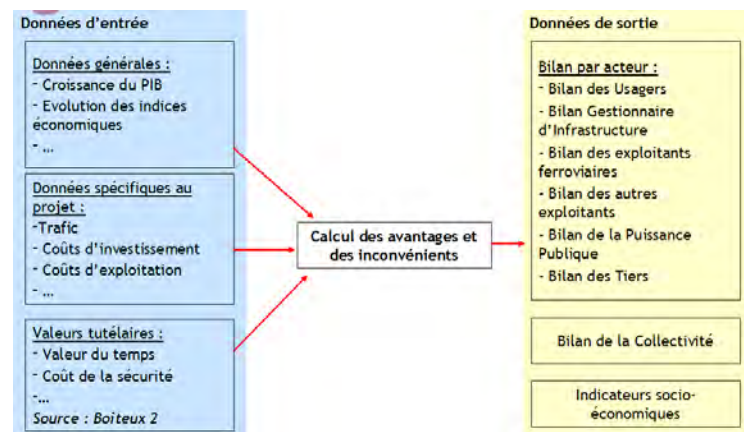 Données d'entrée
Données générales :
- Croissance du PIB
- Evolution des indices
économiques
- ...
Données spécifiques au
projet :
-Trafic
- Coûts d'investissement
- Coûts d'exploitation
- ...
Valeurs tutélaires :
- Valeur du temps
- Coût de la sécurité
-...
Source : Boiteux 2
Calcul des avantages et
des inconvénients
Données de sortie
Bilan par acteur :
- Bilan des Usagers
- Bilan Gestionnaire
d'Infrastructure
- Bilan des exploitants
ferroviaires
- Bilan des autres
exploitants
- Bilan de la Puissance
Publique
- Bilan des Tiers
Bilan de la Collectivité
Indicateurs socio-
économiques